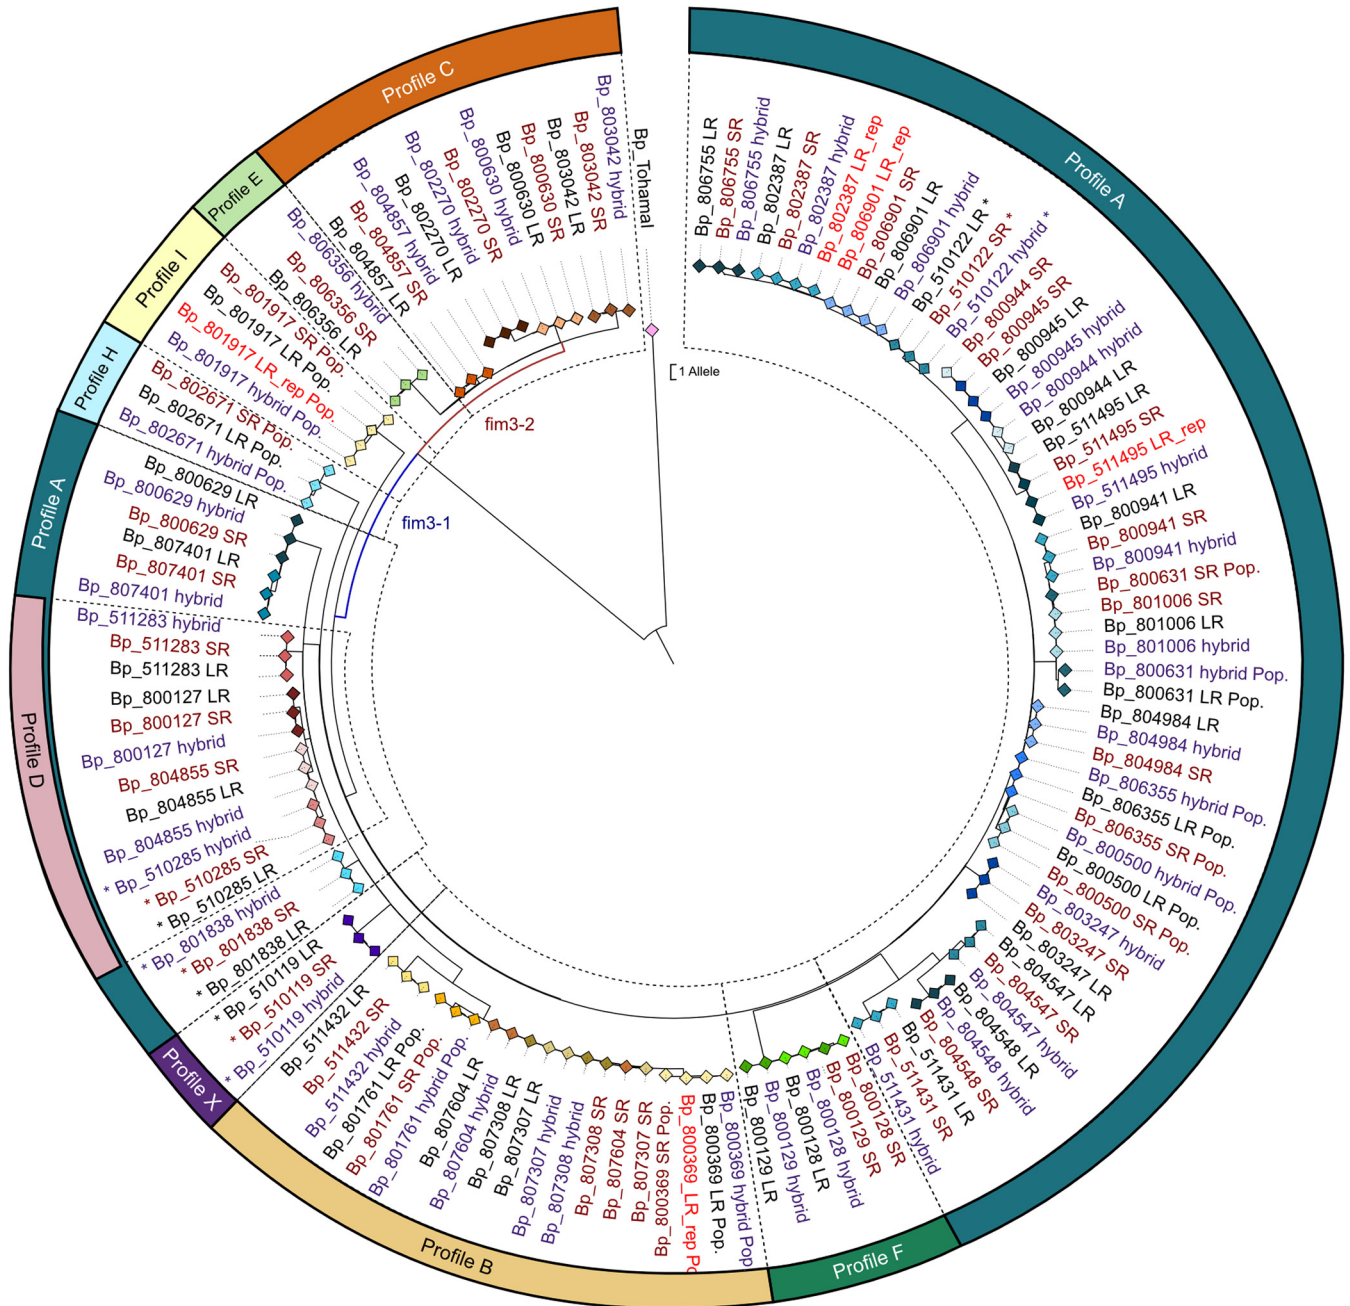 Profile A
Bp_806755 LR
Bp_806755 SR
Bp_806755 hybrid
Bp_802387 LR
Bp_802387 SR
Bp_802387 hybrid
Bp_802387 LR_rep
Bp_806901 LR_rep
Bp_806901 SR
Bp_806901 LR
Bp_806901 hybrid
Bp_510122 LR *
Bp_510122 SR *
Bp_510122 hybrid *
Bp_800944 SR
Bp_800945 SR
Bp_800945 LR
Bp_800945 hybrid
Bp_800944 hybrid
Bp_800944 LR
Bp_511495 LR
Bp_511495 SR
Bp_511495 LR_rep
Bp_511495 hybrid
Bp_800941 LR
Bp_800941 SR
Bp_800941 hybrid
Bp_800631 SR Pop.
Bp_801006 SR
Bp_801006 LR
Bp_801006 hybrid
Bp_800631 hybrid Pop.
Bp_800631 LR Pop.
Bp_804984 LR
Bp_804984 hybrid
Bp_804984 SR
Bp_806355 hybrid Pop.
Bp_806355 LR Pop.
Bp_806355 SR Pop.
Bp_800500 hybrid Pop.
Bp_800500 LR Pop.
Bp_800500 SR Pop.
Bp_803247 hybrid
Bp_803247 SR
Bp_803247 LR
Bp_804547 LR
Bp_804547 SR
Bp_804547 hybrid
Bp_804548 LR
Bp_804548 hybrid
Bp_804548 SR
Bp_511431 LR
Bp_511431 SR
Bp_511431 hybrid
Profile F
Bp_800128 SR
Bp_800129 SR
Bp_800128 hybrid
Bp_800128 LR
Bp_800129 hybrid
Bp_800129 LR
Profile B
Bp_800369 hybrid Pop
Bp_800369 LR Pop.
Bp_800369_LR_rep Po
Bp_800369 SR Pop.
Bp_807307 SR
Bp_807604 SR
Bp_807308 SR
Bp_807308 hybrid
Bp_807307 hybrid
Bp_807307 LR
Bp_807308 LR
Bp_807604 hybrid
Bp_807604 LR
Bp_801761 hybrid Pop.
Bp_801761 SR Pop.
Bp_801761 LR Pop.
Bp_511432 hybrid
Bp_511432 SR
Bp_511432 LR
Profile X
* Bp_510119 hybrid
* Bp_510119 SR
* Bp_510119 LR
* Bp_801838 LR
* Bp_801838 SR
* Bp_801838 hybrid
Profile D
* Bp_510285 LR
* Bp_510285 SR
* Bp_510285 hybrid
Bp_804855 hybrid
Bp_804855 LR
Bp_804855 SR
Bp_800127 hybrid
Bp_800127 SR
Bp_800127 LR
Bp_511283 LR
Bp_511283 SR
Bp_511283 hybrid
Profile A
Bp_807401 hybrid
Bp_807401 SR
Bp_807401 LR
Bp_800629 SR
Bp_800629 hybrid
Bp_800629 LR
Profile H
Bp_802671 hybrid Pop.
Bp_802671 LR Pop.
Bp_802671 SR Pop.
Profile I
Bp_801917 hybrid Pop.
Bp_801917 LR_rep Pop.
Bp_801917 LR Pop.
Bp_801917 SR Pop.
Profile E
Bp_806356 LR
Bp_806356 SR
Bp_806356 hybrid
Profile C
Bp_804857 LR
Bp_804857 SR
Bp_804857 hybrid
Bp_802270 LR
Bp_802270 hybrid
Bp_802270 SR
Bp_800630 hybrid
Bp_800630 LR
Bp_800630 SR
Bp_803042 LR
Bp_803042 SR
Bp_803042 hybrid
Bp_TohamaI
1 Allele
fim3-2
fim3-1